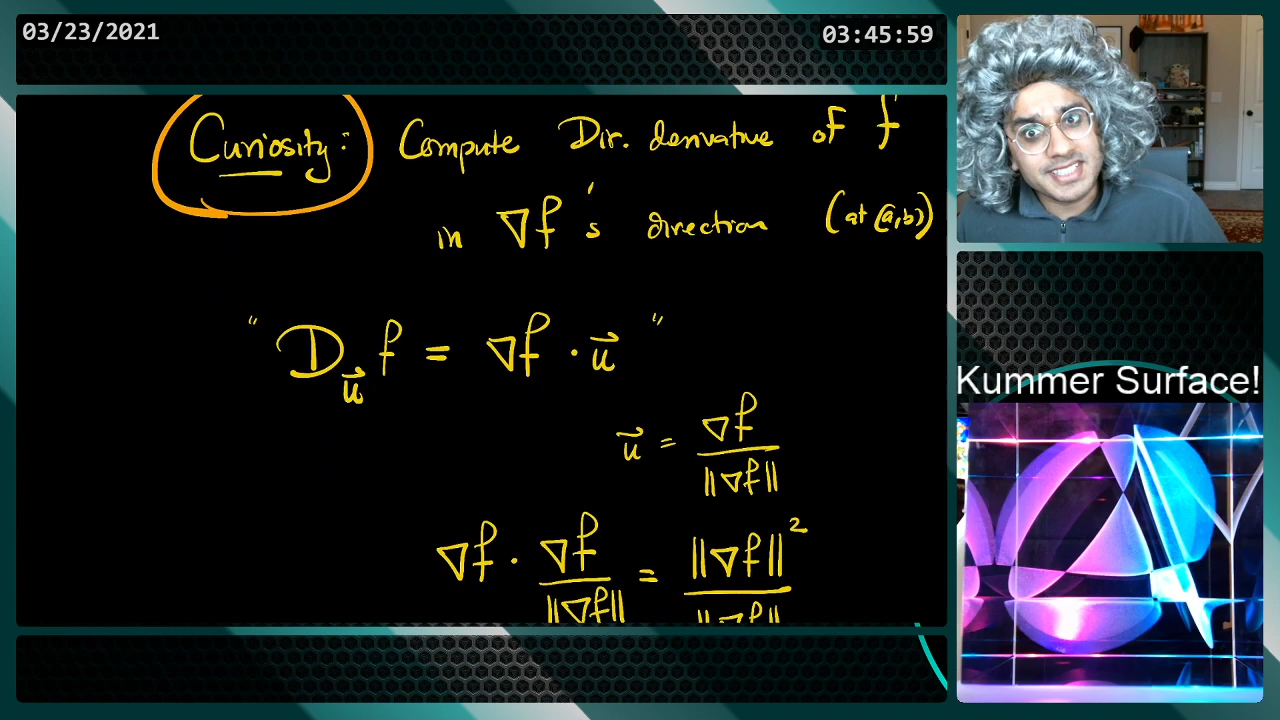 03/23/2021
03:45:59
Curiosity: Compute Dir. derivative of f
in ∇f's direction (at (a,b))
" D_u⃗ f = ∇f · u⃗ "
u⃗ = ∇f / ||∇f||
∇f · ∇f / ||∇f|| = ||∇f||² / ||∇f||
Kummer Surface!